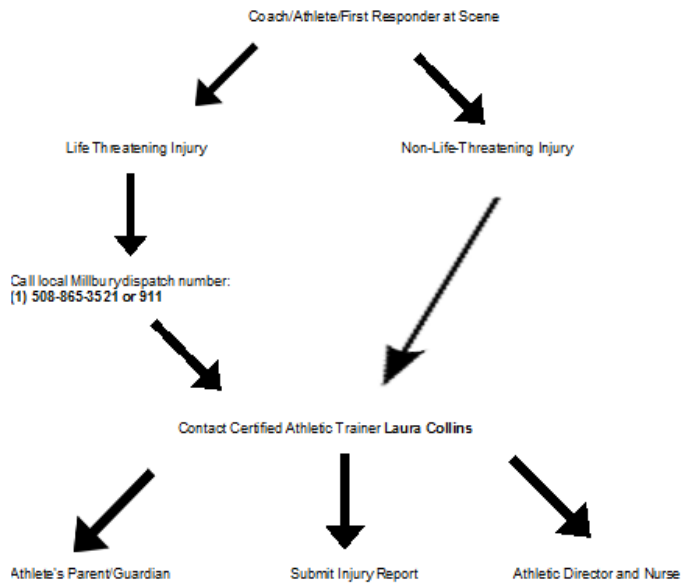 Coach/Athlete/First Responder at Scene
Life Threatening Injury
Non-Life-Threatening Injury
Call local Millburydispatch number:
(1) 508-865-3521 or 911
Contact Certified Athletic Trainer Laura Collins
Athlete's Parent/Guardian
Submit Injury Report
Athletic Director and Nurse